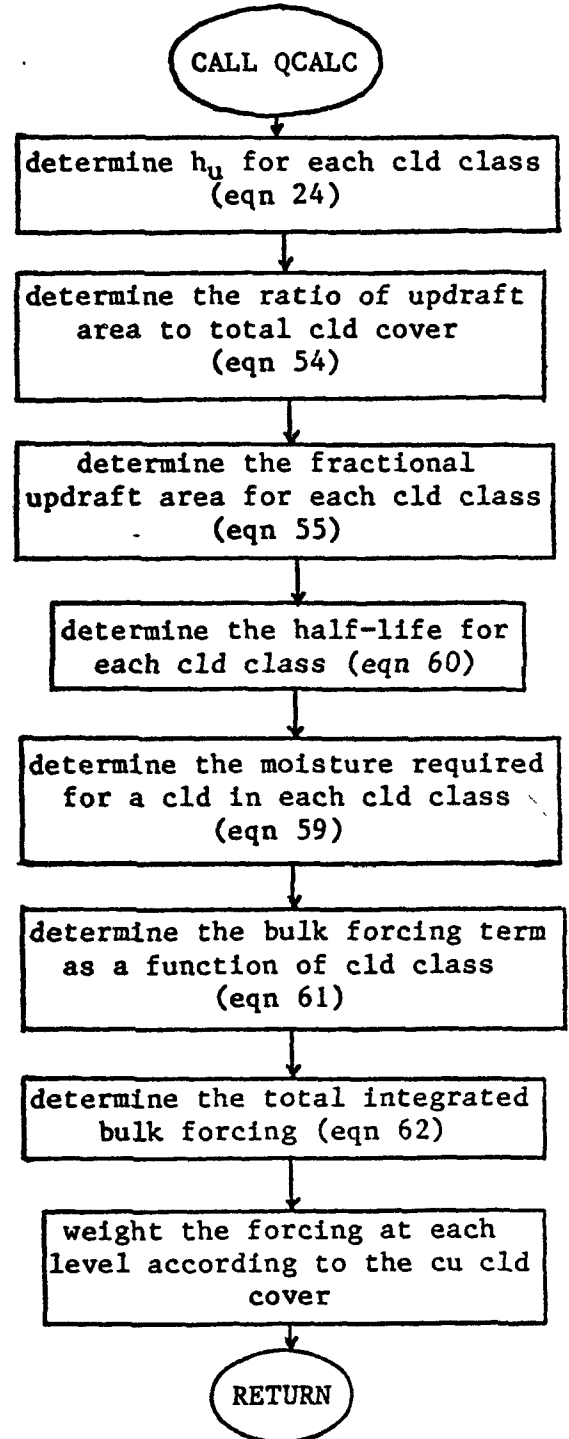 CALL QCALC
determine hu for each cld class
(eqn 24)
determine the ratio of updraft
area to total cld cover
(eqn 54)
determine the fractional
updraft area for each cld class
(eqn 55)
determine the half-life for
each cld class (eqn 60)
determine the moisture required
for a cld in each cld class
(eqn 59)
determine the bulk forcing term
as a function of cld class
(eqn 61)
determine the total integrated
bulk forcing (eqn 62)
weight the forcing at each
level according to the cu cld
cover
RETURN